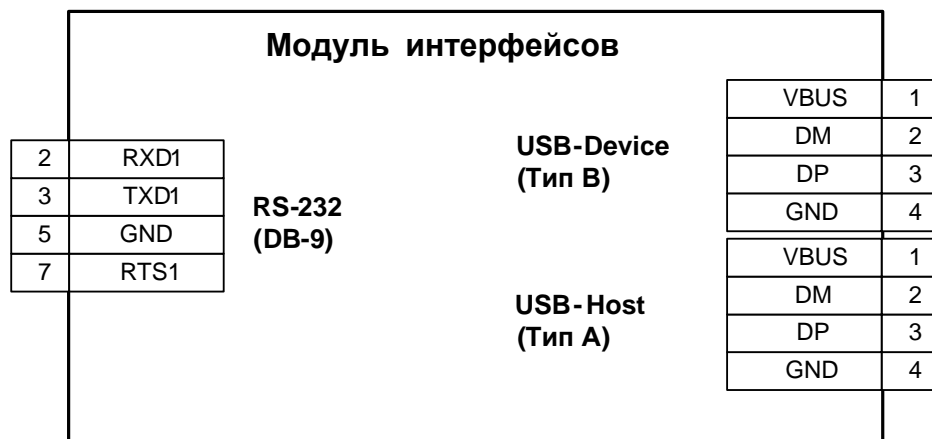 Модуль интерфейсов
2 RXD1
3 TXD1
5 GND
7 RTS1
RS-232
(DB-9)
USB-Device
(Тип B)
VBUS 1
DM 2
DP 3
GND 4
USB-Host
(Тип A)
VBUS 1
DM 2
DP 3
GND 4